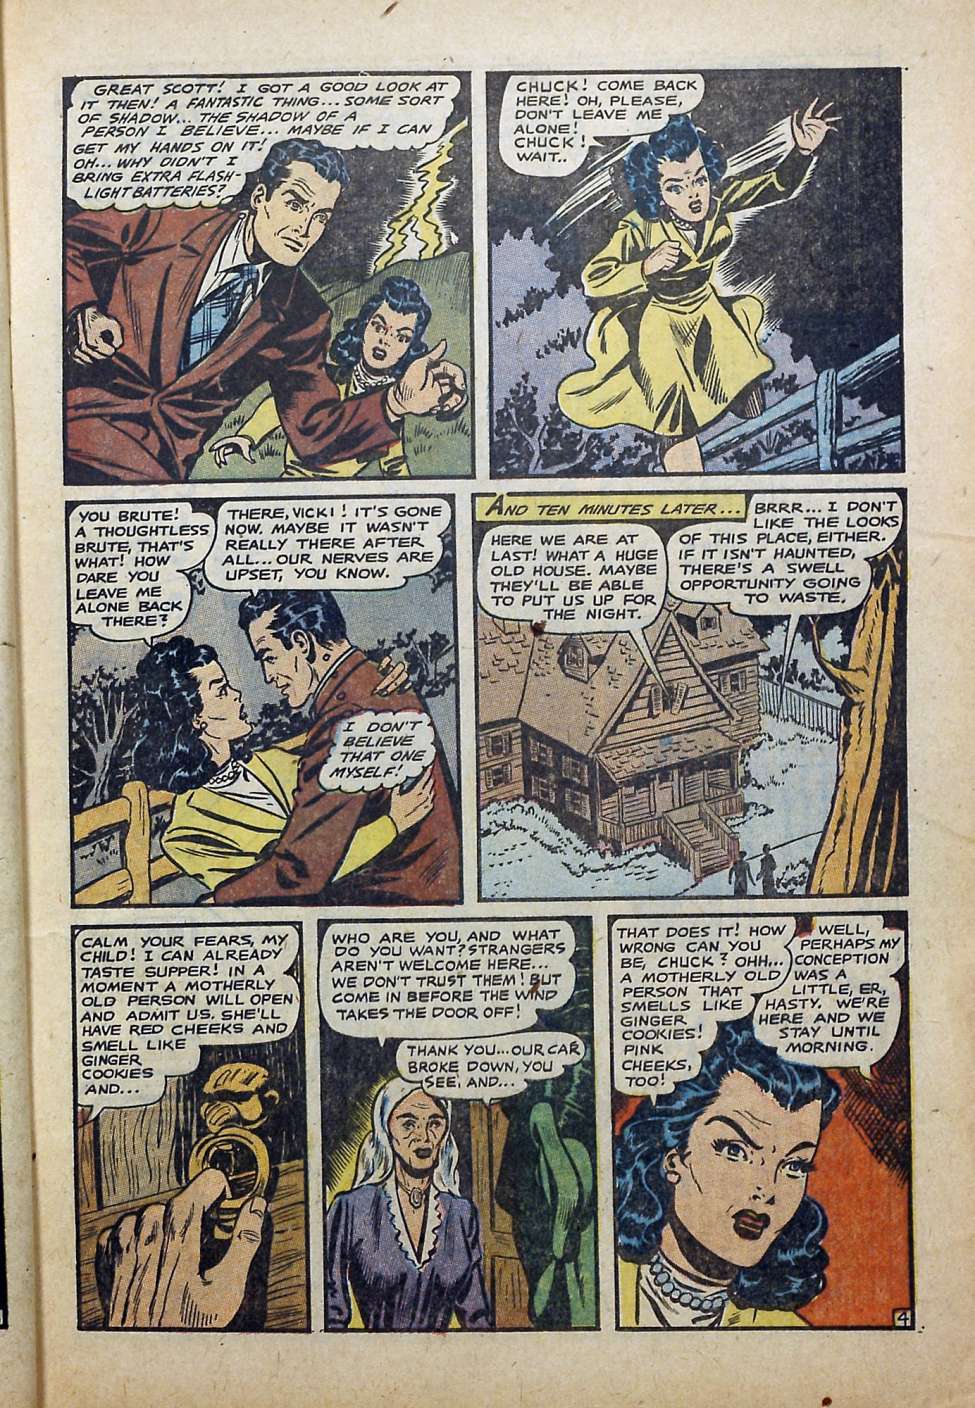 GREAT SCOTT! I GOT A GOOD LOOK AT
IT THEN! A FANTASTIC THING... SOME SORT
OF SHADOW... THE SHADOW OF A
PERSON I BELIEVE... MAYBE IF I CAN
GET MY HANDS ON IT!
OH... WHY DIDN'T I
BRING EXTRA FLASH-
LIGHT BATTERIES?
CHUCK! COME BACK
HERE! OH, PLEASE,
DON'T LEAVE ME
ALONE!
CHUCK!
WAIT..
YOU BRUTE!
A THOUGHTLESS
BRUTE, THAT'S
WHAT! HOW
DARE YOU
LEAVE ME
ALONE BACK
THERE?
THERE, VICKI! IT'S GONE
NOW. MAYBE IT WASN'T
REALLY THERE AFTER
ALL... OUR NERVES ARE
UPSET, YOU KNOW.
I DON'T
BELIEVE
THAT ONE
MYSELF!
AND TEN MINUTES LATER...
HERE WE ARE AT
LAST! WHAT A HUGE
OLD HOUSE. MAYBE
THEY'LL BE ABLE
TO PUT US UP FOR
THE NIGHT.
BRRR... I DON'T
LIKE THE LOOKS
OF THIS PLACE, EITHER.
IF IT ISN'T HAUNTED,
THERE'S A SWELL
OPPORTUNITY GOING
TO WASTE.
CALM YOUR FEARS, MY
CHILD! I CAN ALREADY
TASTE SUPPER! IN A
MOMENT A MOTHERLY
OLD PERSON WILL OPEN
AND ADMIT US. SHE'LL
HAVE RED CHEEKS AND
SMELL LIKE
GINGER
COOKIES
AND...
WHO ARE YOU, AND WHAT
DO YOU WANT? STRANGERS
AREN'T WELCOME HERE...
WE DON'T TRUST THEM! BUT
COME IN BEFORE THE WIND
TAKES THE DOOR OFF!
THANK YOU... OUR CAR
BROKE DOWN, YOU
SEE, AND...
THAT DOES IT! HOW
WRONG CAN YOU
BE, CHUCK? OHH...
A MOTHERLY OLD
PERSON THAT
SMELLS LIKE
GINGER
COOKIES!
PINK
CHEEKS,
TOO!
WELL,
PERHAPS MY
CONCEPTION
WAS A
LITTLE, ER,
HASTY. WE'RE
HERE AND WE
STAY UNTIL
MORNING.
4